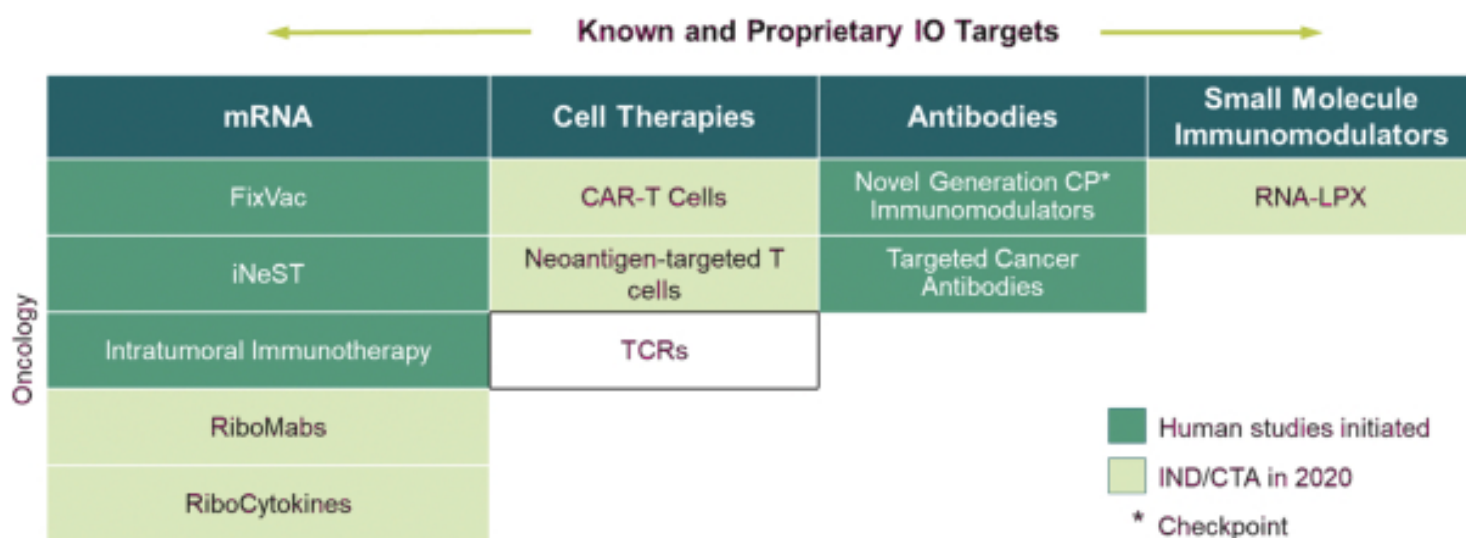 Known and Proprietary IO Targets
mRNA
Cell Therapies
Antibodies
Small Molecule
Immunomodulators
FixVac
CAR-T Cells
Novel Generation CP*
Immunomodulators
RNA-LPX
iNeST
Neoantigen-targeted T
cells
Targeted Cancer
Antibodies
Intratumoral Immunotherapy
TCRs
Oncology
RiboMabs
RiboCytokines
Human studies initiated
IND/CTA in 2020
* Checkpoint